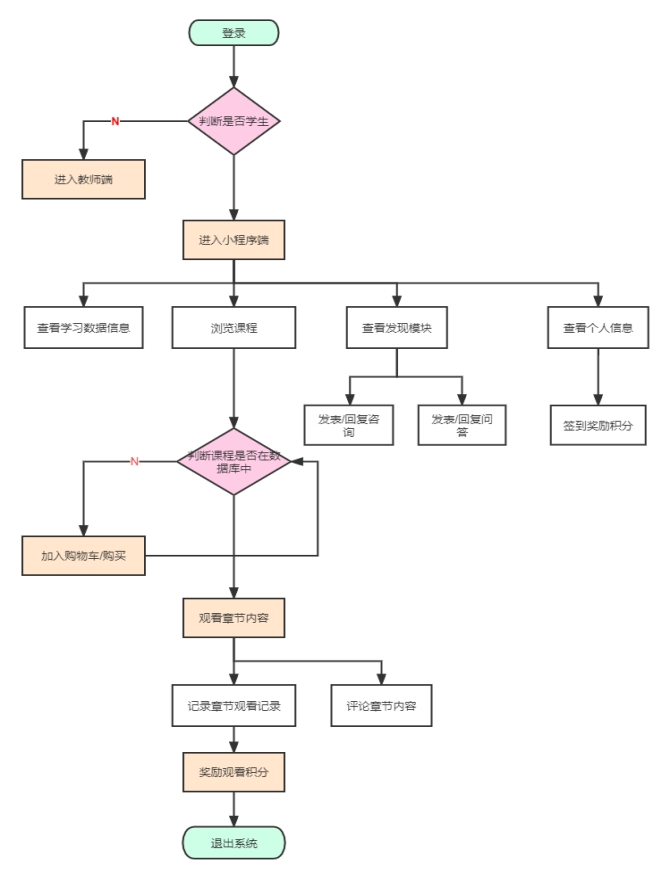 登录
判断是否学生
N
进入教师端
进入小程序端
查看学习数据信息
浏览课程
查看发现模块
查看个人信息
发表/回复咨
询
发表/回复问
答
签到奖励积分
判断课程是否在数
据库中
N
加入购物车/购买
观看章节内容
记录章节观看记录
评论章节内容
奖励观看积分
退出系统